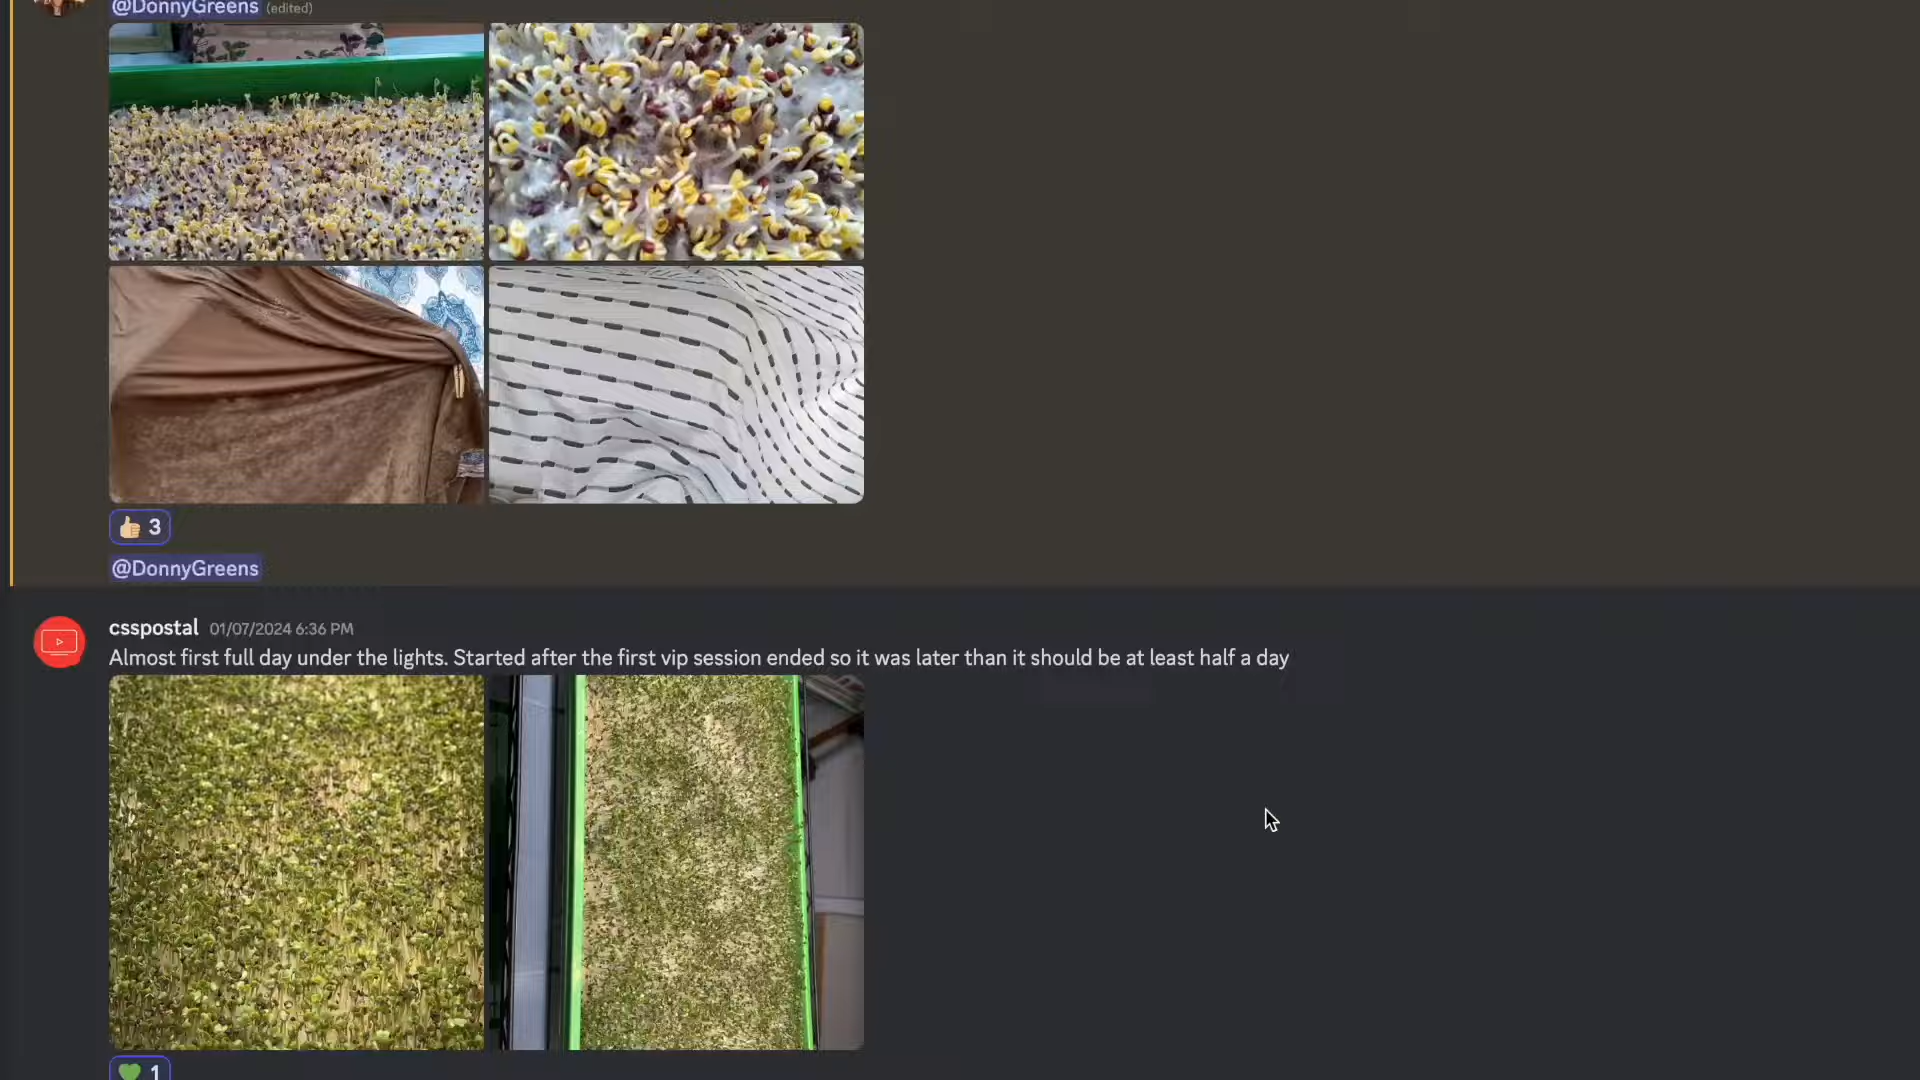 @DonnyGreens (edited)
3
@DonnyGreens
csspostal 01/07/2024 6:36 PM
Almost first full day under the lights. Started after the first vip session ended so it was later than it should be at least half a day
1